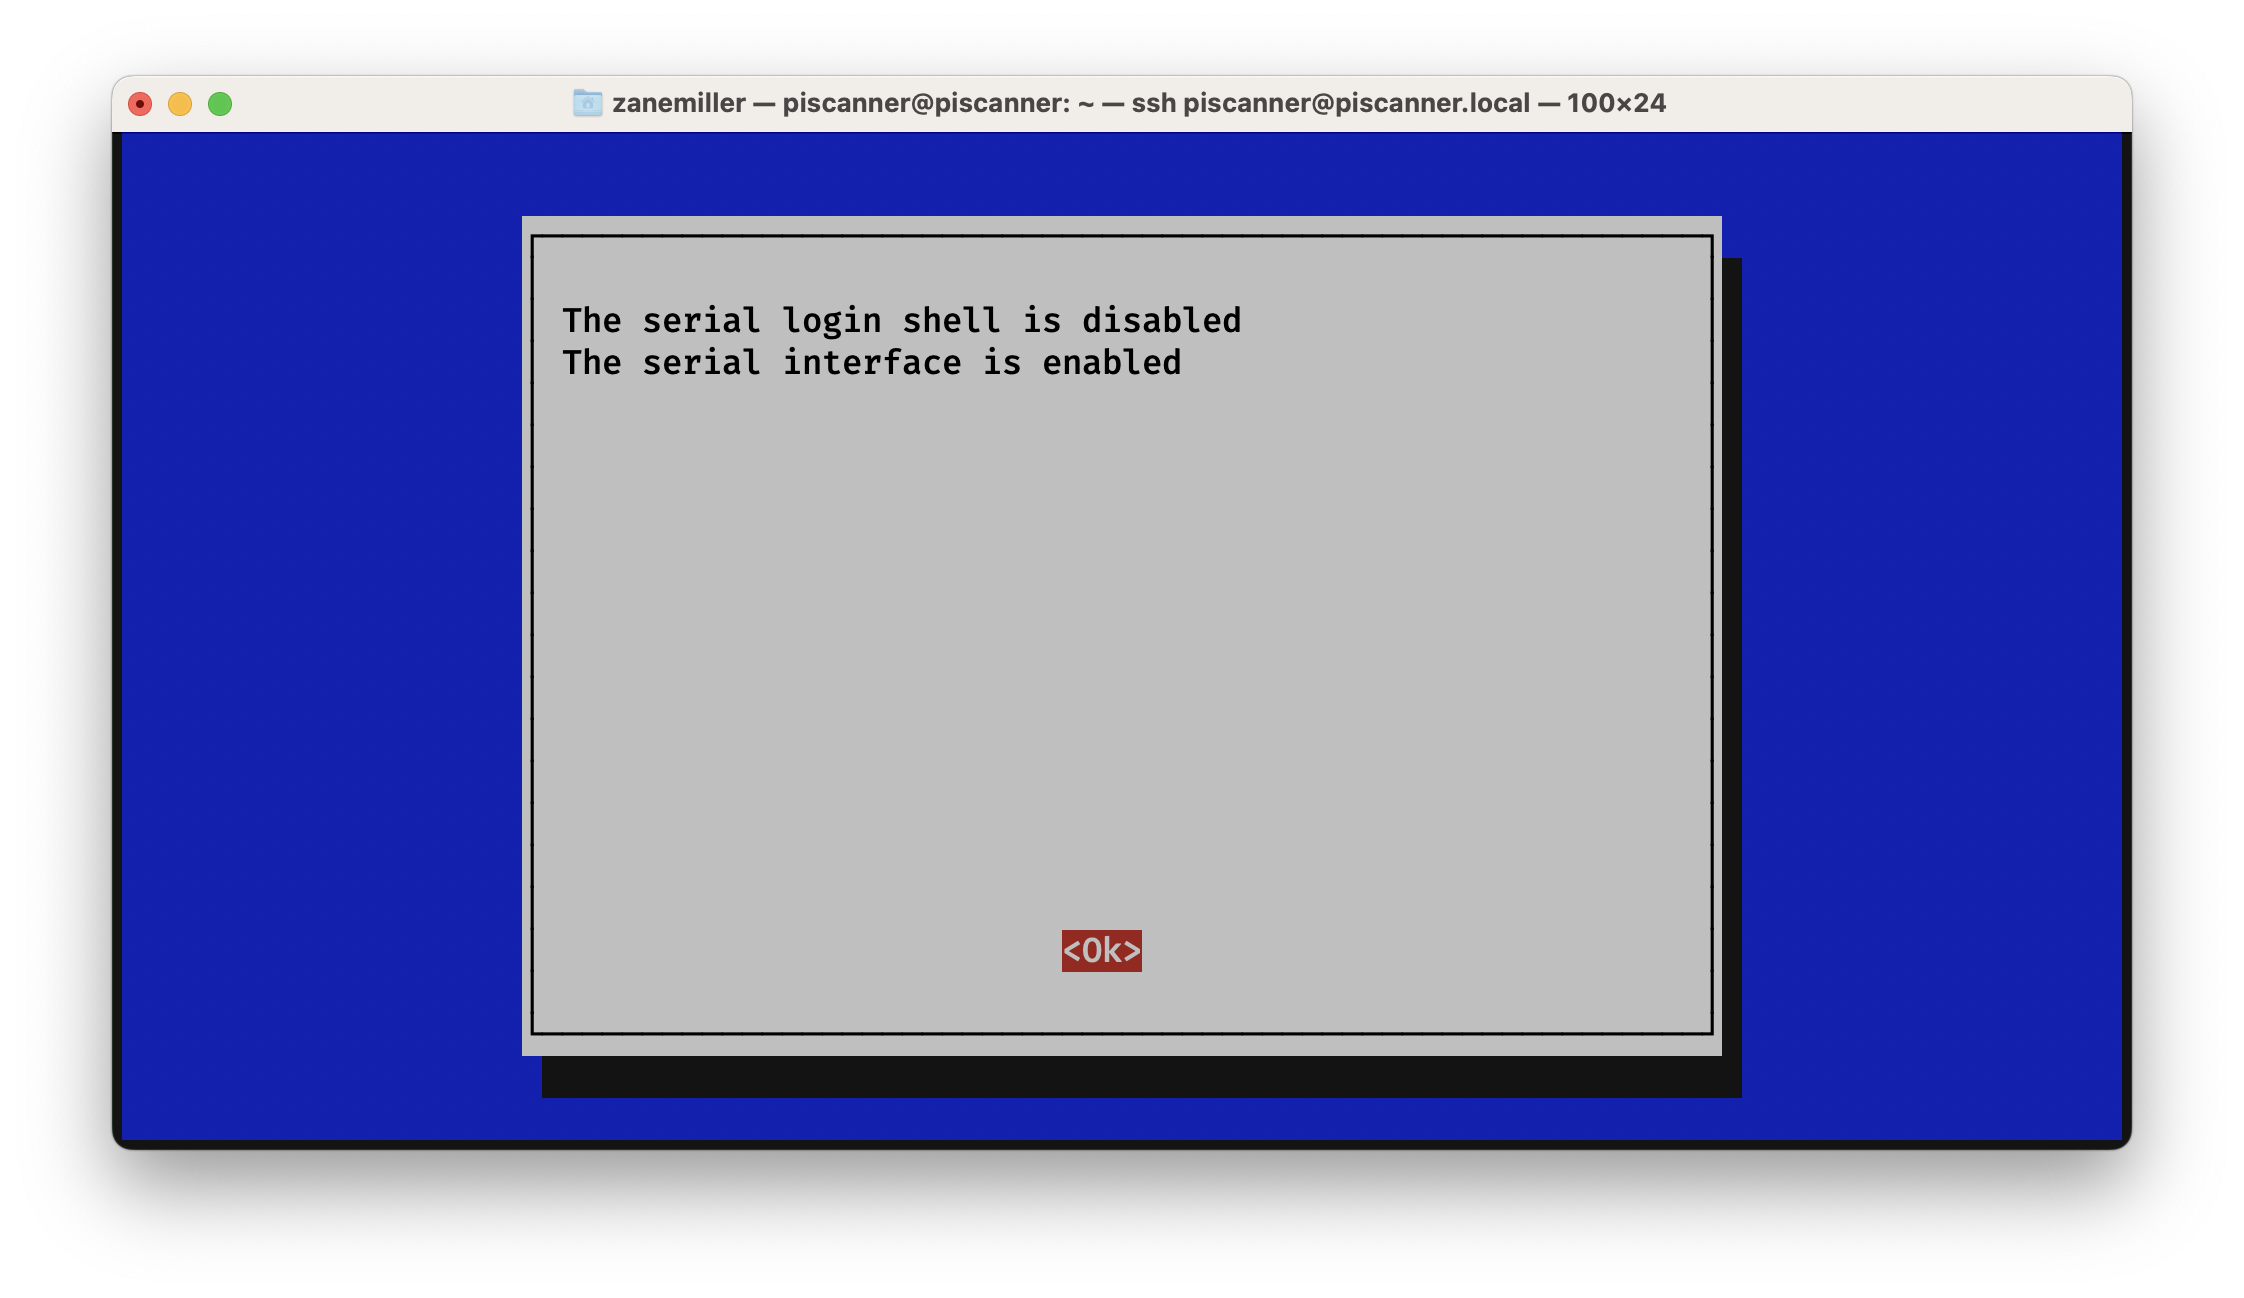 zanemiller — piscanner@piscanner: ~ — ssh piscanner@piscanner.local — 100×24
The serial login shell is disabled
The serial interface is enabled
<Ok>